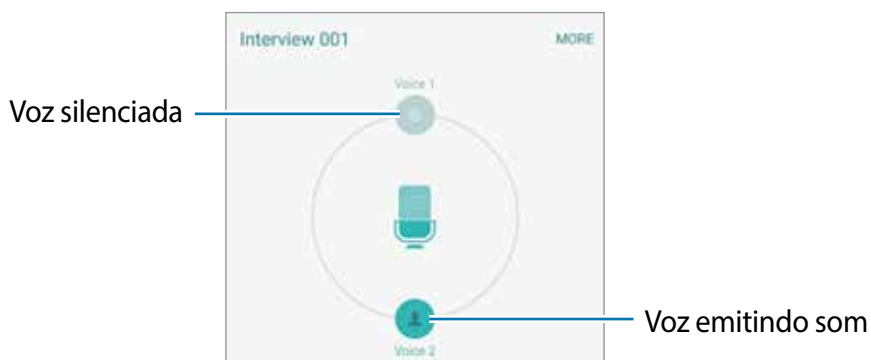 Interview 001 MORE
Voice 1
Voz silenciada
Voz emitindo som
Voice 2